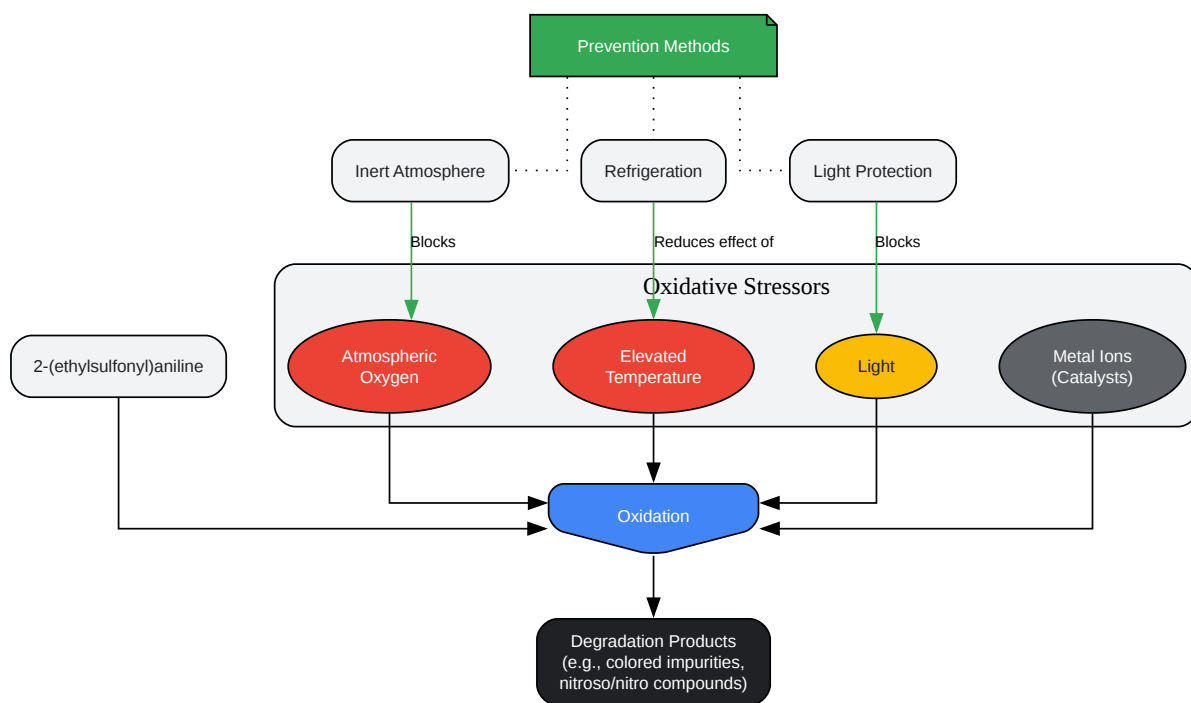 Prevention Methods
Inert Atmosphere
Refrigeration
Light Protection
Blocks
Reduces effect of
Blocks
Oxidative Stressors
2-(ethylsulfonyl)aniline
Atmospheric
Oxygen
Elevated
Temperature
Light
Metal Ions
(Catalysts)
Oxidation
Degradation Products
(e.g., colored impurities,
nitroso/nitro compounds)